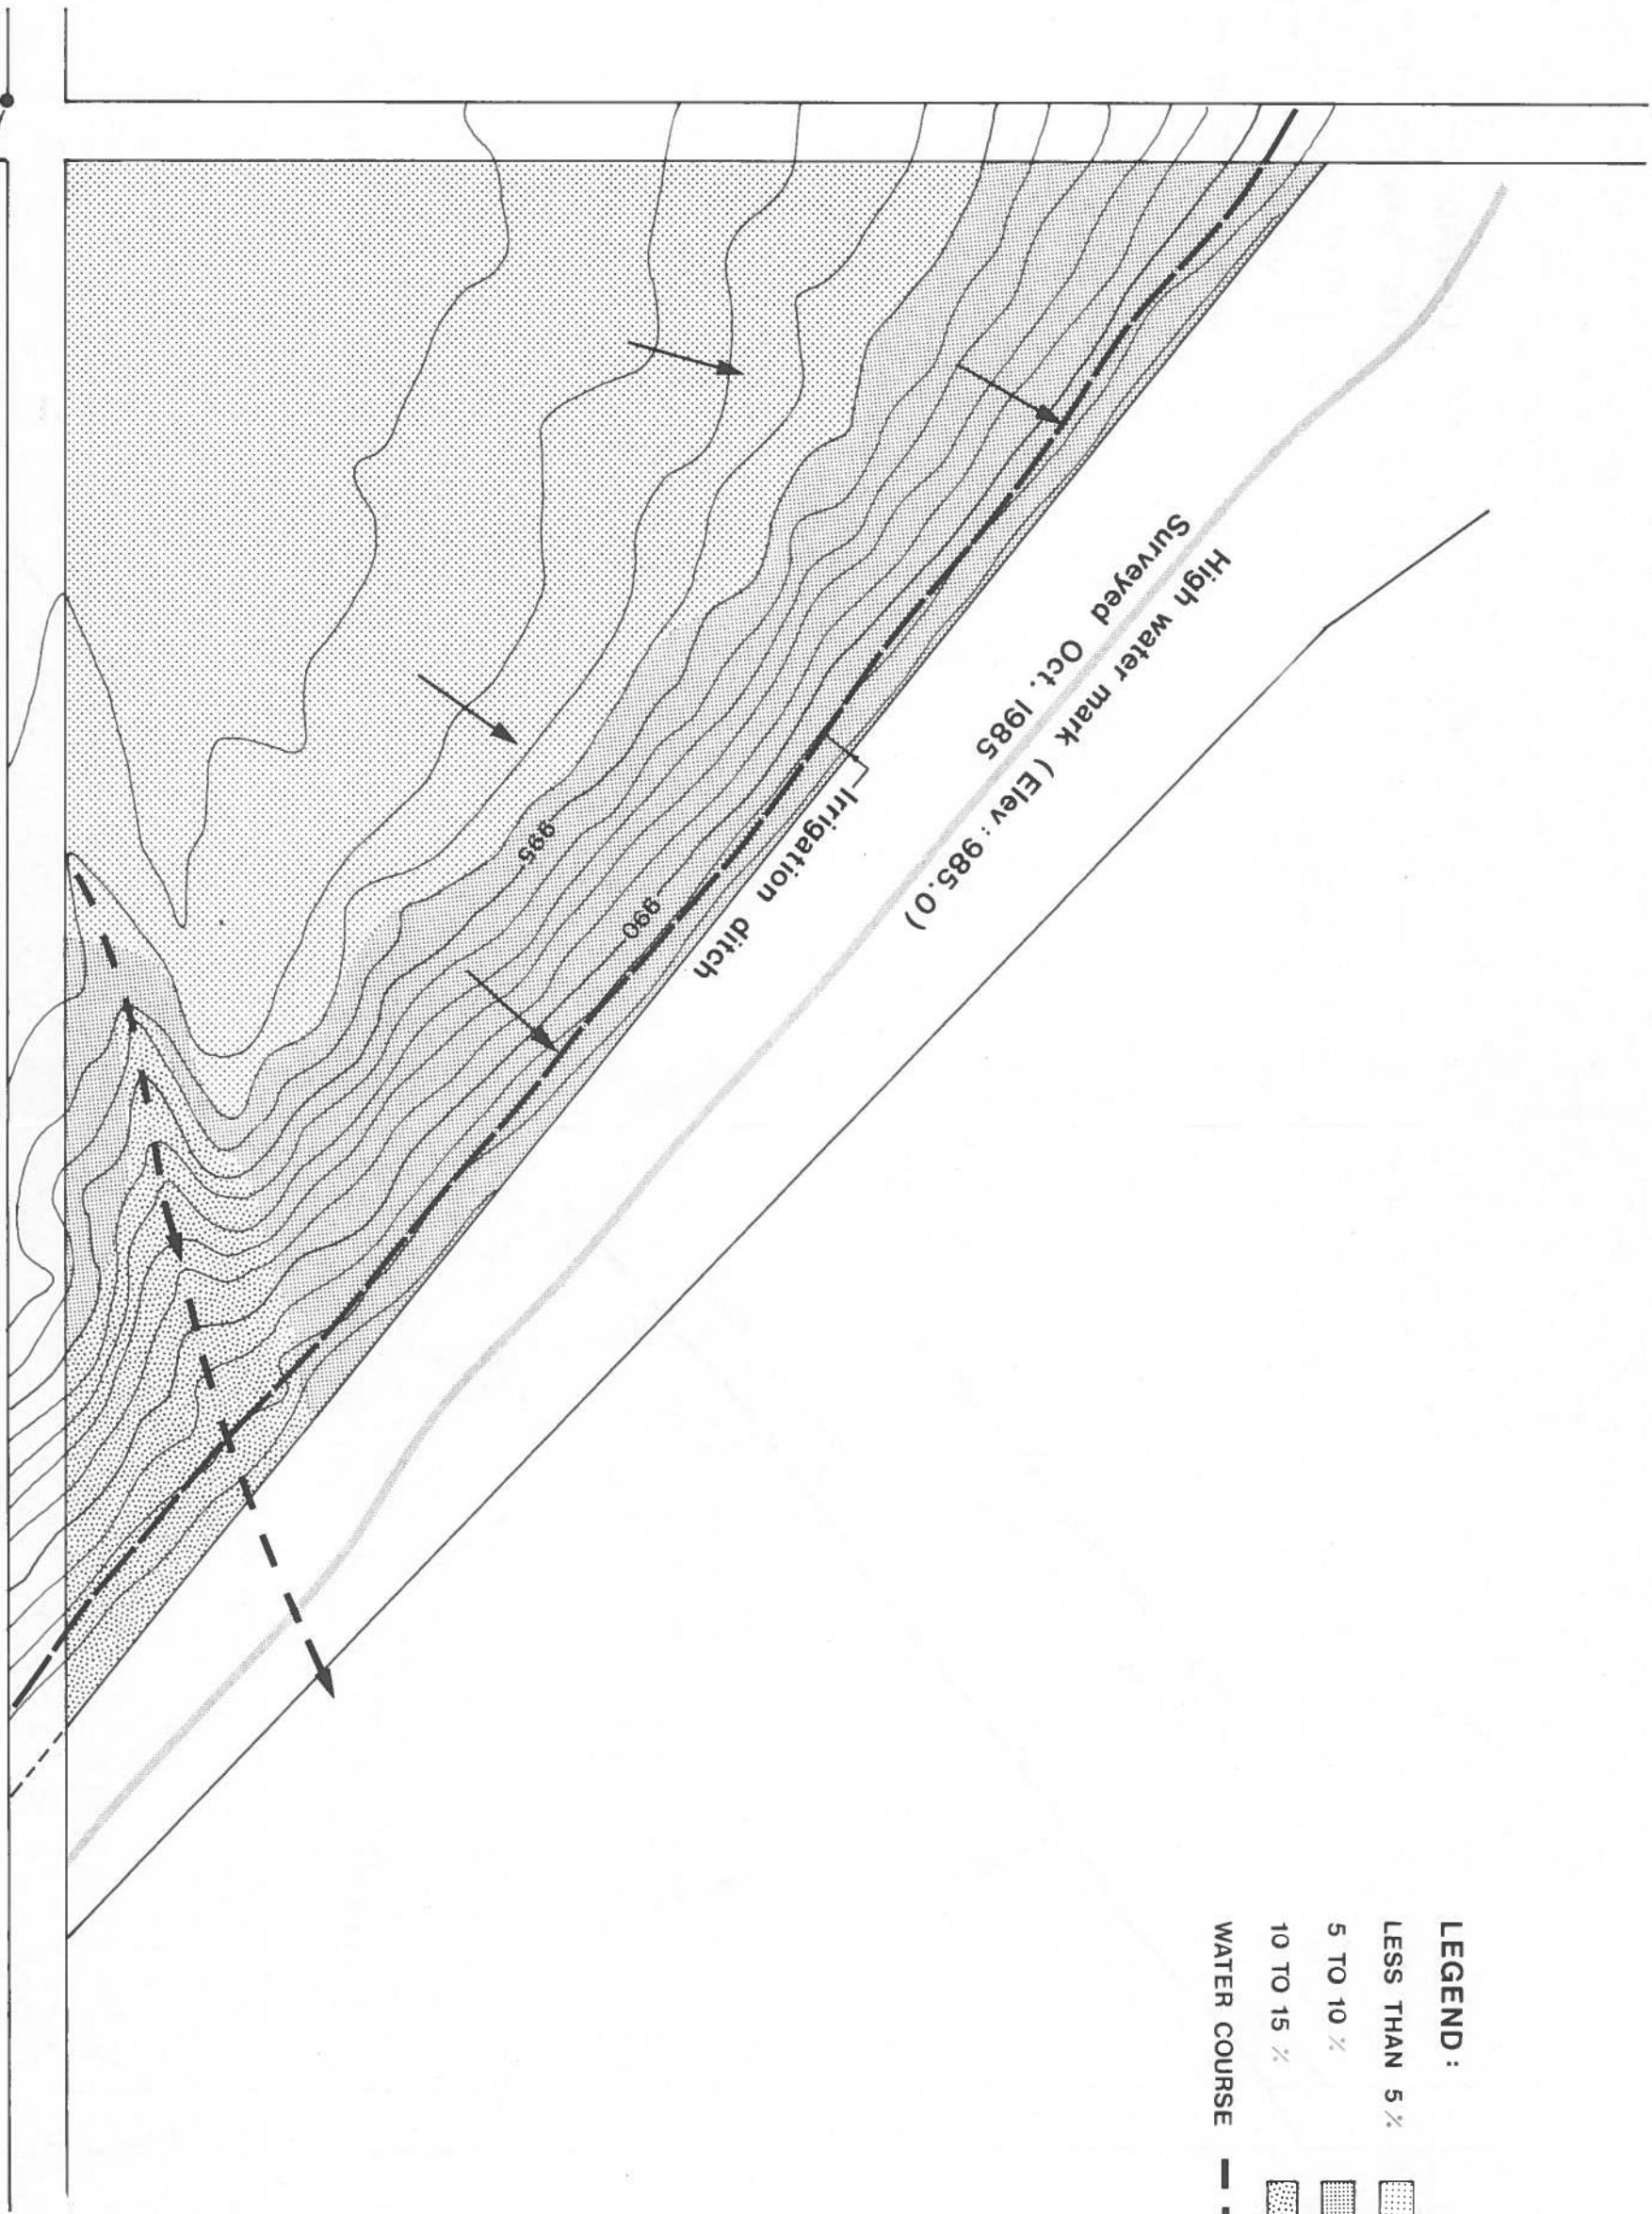 High water mark (Elev: 985.0)
Surveyed Oct. 1985
Irrigation ditch
995
990
LEGEND:
LESS THAN 5%
5 TO 10 %
10 TO 15 %
WATER COURSE